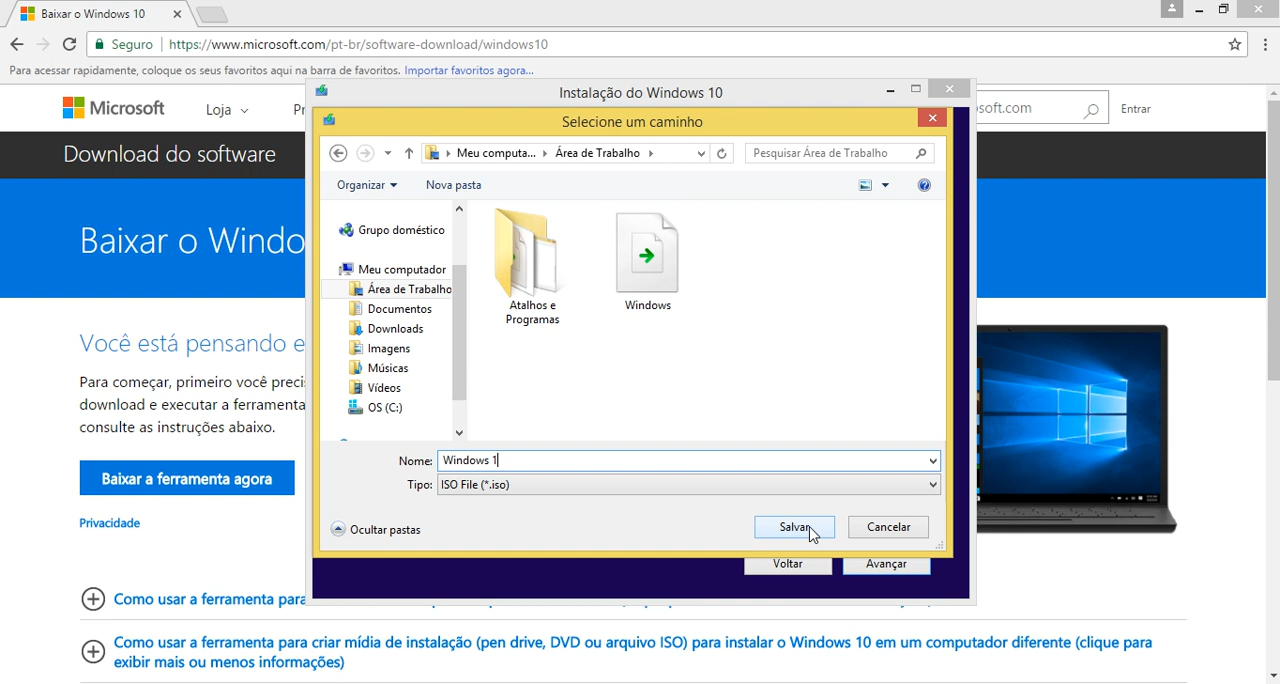 Baixar o Windows 10
Seguro
https://www.microsoft.com/pt-br/software-download/windows10
Para acessar rapidamente, coloque os seus favoritos aqui na barra de favoritos. Importar favoritos agora...
Microsoft
Loja
Pr
soft.com
Entrar
Download do software
Baixar o Windo
Você está pensando e
Para começar, primeiro você preci
download e executar a ferramenta
consulte as instruções abaixo.
Baixar a ferramenta agora
Privacidade
Instalação do Windows 10
Selecione um caminho
Meu computa...
Área de Trabalho
Pesquisar Área de Trabalho
Organizar
Nova pasta
Grupo doméstico
Meu computador
Área de Trabalho
Documentos
Downloads
Imagens
Músicas
Vídeos
OS (C:)
Atalhos e
Programas
Windows
Nome: Windows 1
Tipo: ISO File (*.iso)
Ocultar pastas
Salvar
Cancelar
Voltar
Avançar
Como usar a ferramenta para
Como usar a ferramenta para criar mídia de instalação (pen drive, DVD ou arquivo ISO) para instalar o Windows 10 em um computador diferente (clique para
exibir mais ou menos informações)